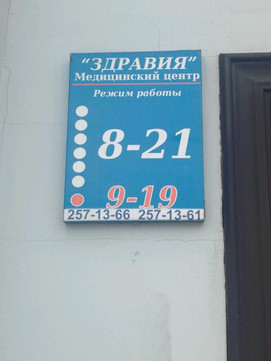 “ЗДРАВИЯ”
Медицинский центр
Режим работы
8-21
9-19
257-13-66 257-13-61